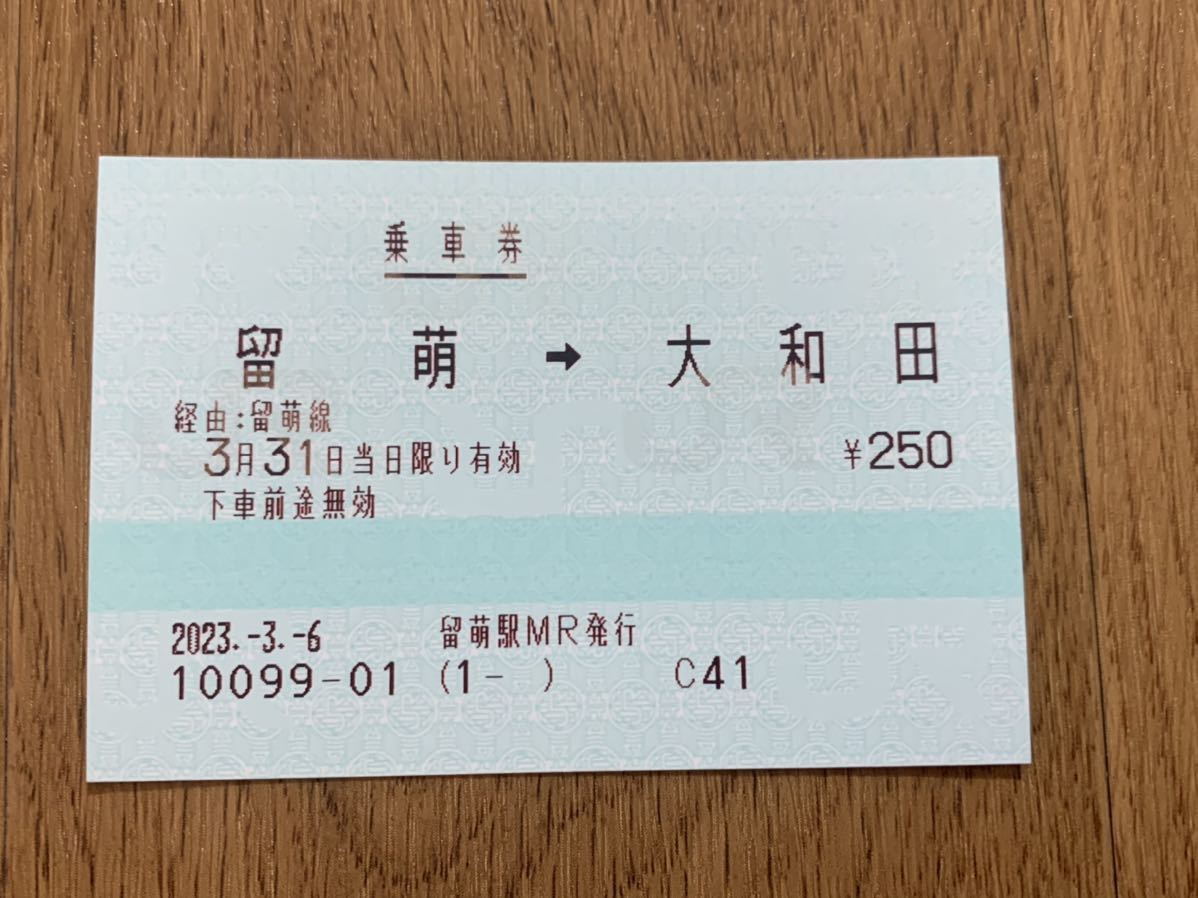 乗車券
留萌➡大和田
経由:留萌線
3月31日当日限り有効 ¥250
下車前途無効
2023.-3.-6 留萌駅MR発行
10099-01 (1- ) C41